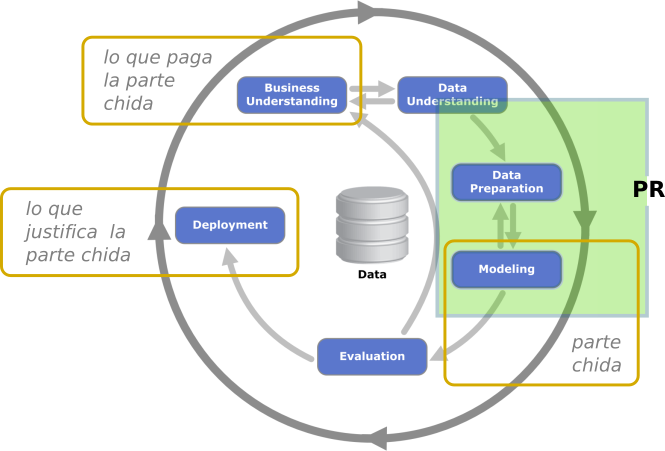 lo que paga
la parte
chida
Business
Understanding
Data
Understanding
Data
Preparation
PR
lo que
justifica la
parte chida
Deployment
Data
Modeling
Evaluation
parte
chida